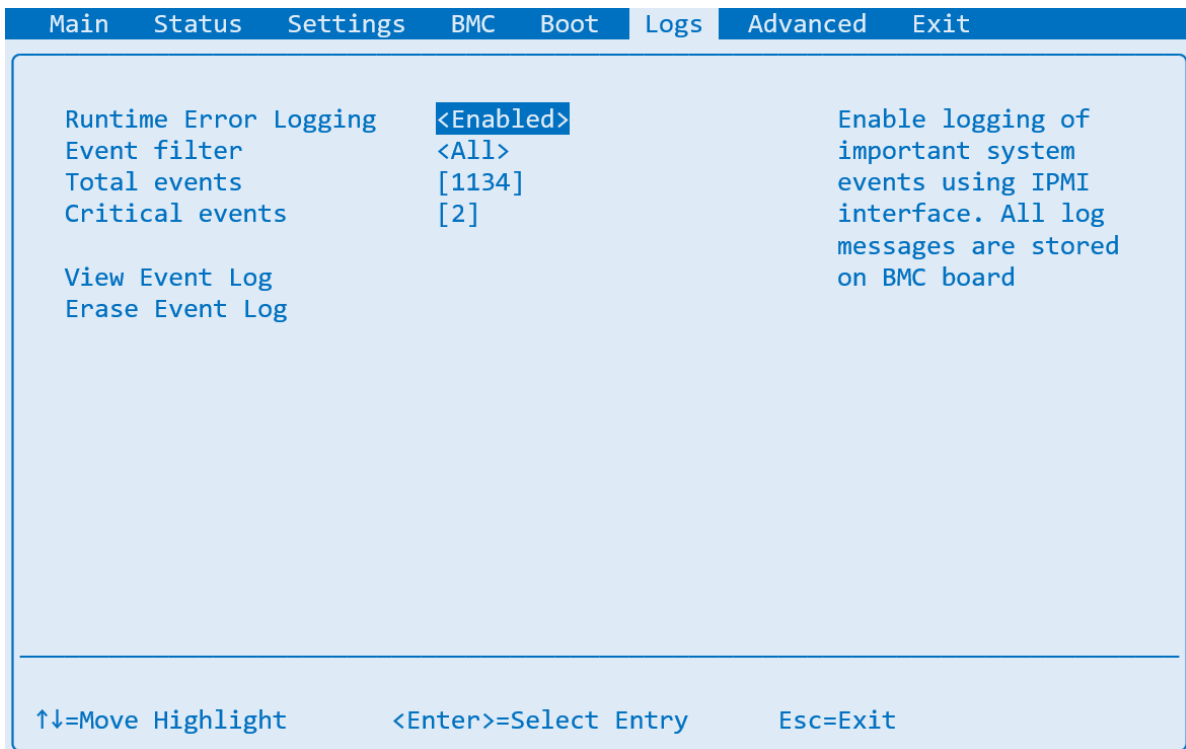 Main Status Settings BMC Boot Logs Advanced Exit
Runtime Error Logging <Enabled>
Event filter <All>
Total events [1134]
Critical events [2]
View Event Log
Erase Event Log
Enable logging of
important system
events using IPMI
interface. All log
messages are stored
on BMC board
↑↓=Move Highlight <Enter>=Select Entry Esc=Exit